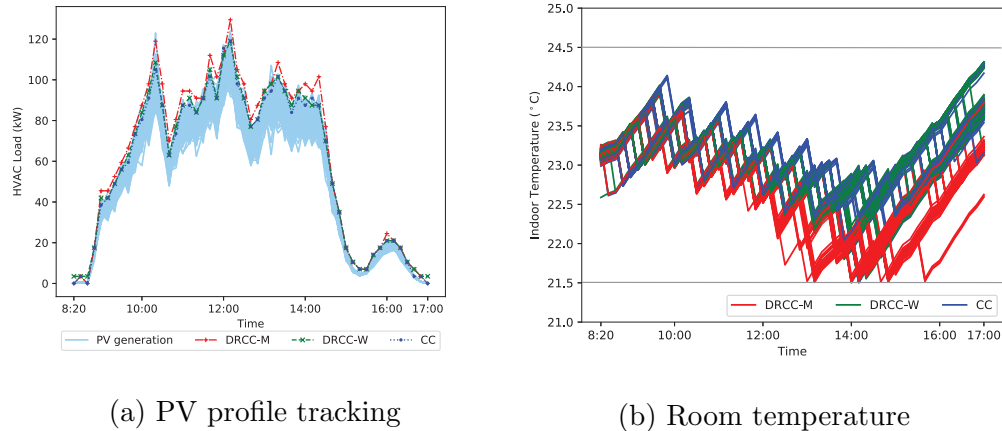 120
100
80
60
40
20
0
HVAC Load (kW)
8:20 10:00 12:00 14:00 16:00 17:00
Time
PV generation DRCC-M DRCC-W CC
(a) PV profile tracking
25.0
24.5
24.0
23.5
23.0
22.5
22.0
21.5
21.0
Indoor Temperature (°C)
DRCC-M DRCC-W CC
8:20 10:00 12:00 14:00 16:00 17:00
Time
(b) Room temperature